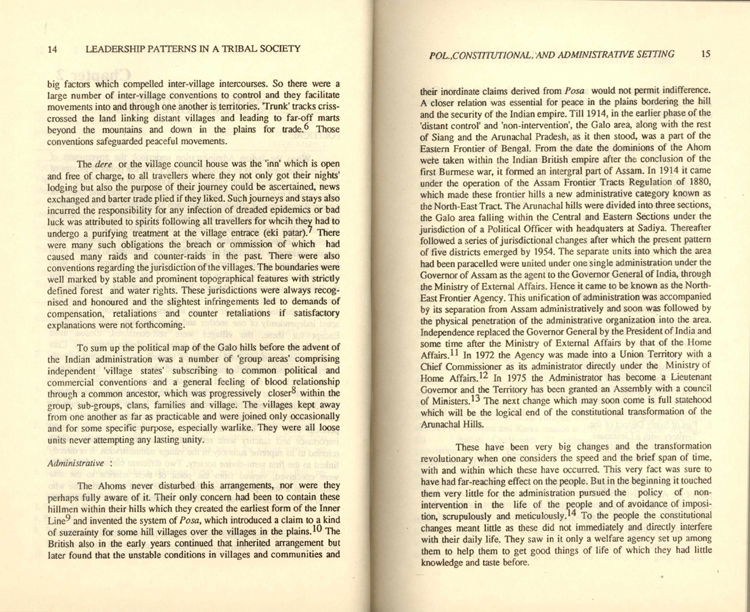 14 LEADERSHIP PATTERNS IN A TRIBAL SOCIETY
big factors which compelled inter-village intercourses. So there were a
large number of inter-village conventions to control and they facilitate
movements into and through one another is territories. 'Trunk' tracks criss-
crossed the land linking distant villages and leading to far-off marts
beyond the mountains and down in the plains for trade.6 Those
conventions safeguarded peaceful movements.
The dere or the village council house was the 'inn' which is open
and free of charge, to all travellers where they not only got their nights'
lodging but also the purpose of their journey could be ascertained, news
exchanged and barter trade plied if they liked. Such journeys and stays also
incurred the responsibility for any infection of dreaded epidemics or bad
luck was attributed to spirits following all travellers for whcih they had to
undergo a purifying treatment at the village entrace (eki patar).7 There
were many such obligations the breach or ommission of which had
caused many raids and counter-raids in the past. There were also
conventions regarding the jurisdiction of the villages. The boundaries were
well marked by stable and prominent topographical features with strictly
defined forest and water rights. These jurisdictions were always recog-
nised and honoured and the slightest infringements led to demands of
compensation, retaliations and counter retaliations if satisfactory
explanations were not forthcoming.
To sum up the political map of the Galo hills before the advent of
the Indian administration was a number of 'group areas' comprising
independent 'village states' subscribing to common political and
commercial conventions and a general feeling of blood relationship
through a common ancestor, which was progressively closer8 within the
group, sub-groups, clans, families and village. The villages kept away
from one another as far as practicable and were joined only occasionally
and for some specific purpose, especially warlike. They were all loose
units never attempting any lasting unity.
Administrative :
The Ahoms never disturbed this arrangements, nor were they
perhaps fully aware of it. Their only concern had been to contain these
hillmen within their hills which they created the earliest form of the Inner
Line9 and invented the system of Posa, which introduced a claim to a kind
of suzerainty for some hill villages over the villages in the plains.10 The
British also in the early years continued that inherited arrangement but
later found that the unstable conditions in villages and communities and
POL.,CONSTITUTIONAL, AND ADMINISTRATIVE SETTING 15
their inordinate claims derived from Posa would not permit indifference.
A closer relation was essential for peace in the plains bordering the hill
and the security of the Indian empire. Till 1914, in the earlier phase of the
'distant control' and 'non-intervention', the Galo area, along with the rest
of Siang and the Arunachal Pradesh, as it then stood, was a part of the
Eastern Frontier of Bengal. From the date the dominions of the Ahom
wete taken within the Indian British empire after the conclusion of the
first Burmese war, it formed an intergral part of Assam. In 1914 it came
under the operation of the Assam Frontier Tracts Regulation of 1880,
which made these frontier hills a new administrative category known as
the North-East Tract. The Arunachal hills were divided into three sections,
the Galo area falling within the Central and Eastern Sections under the
jurisdiction of a Political Officer with headquaters at Sadiya. Thereafter
followed a series of jurisdictional changes after which the present pattern
of five districts emerged by 1954. The separate units into which the area
had been paracelled were united under one single administration under the
Governor of Assam as the agent to the Governor General of India, through
the Ministry of External Affairs. Hence it came to be known as the North-
East Frontier Agency. This unification of administration was accompanied
by its separation from Assam administratively and soon was followed by
the physical penetration of the administrative organization into the area.
Independence replaced the Governor General by the President of India and
some time after the Ministry of External Affairs by that of the Home
Affairs.11 In 1972 the Agency was made into a Union Territory with a
Chief Commissioner as its administrator directly under the Ministry of
Home Affairs.12 In 1975 the Administrator has become a Lieutenant
Governor and the Territory has been granted an Assembly with a council
of Ministers.13 The next change which may soon come is full statehood
which will be the logical end of the constitutional transformation of the
Arunachal Hills.
These have been very big changes and the transformation
revolutionary when one considers the speed and the brief span of time,
with and within which these have occurred. This very fact was sure to
have had far-reaching effect on the people. But in the beginning it touched
them very little for the administration pursued the policy of non-
intervention in the life of the people and of avoidance of imposi-
tion, scrupulously and meticulously.14 To the people the constitutional
changes meant little as these did not immediately and directly interfere
with their daily life. They saw in it only a welfare agency set up among
them to help them to get good things of life of which they had little
knowledge and taste before.